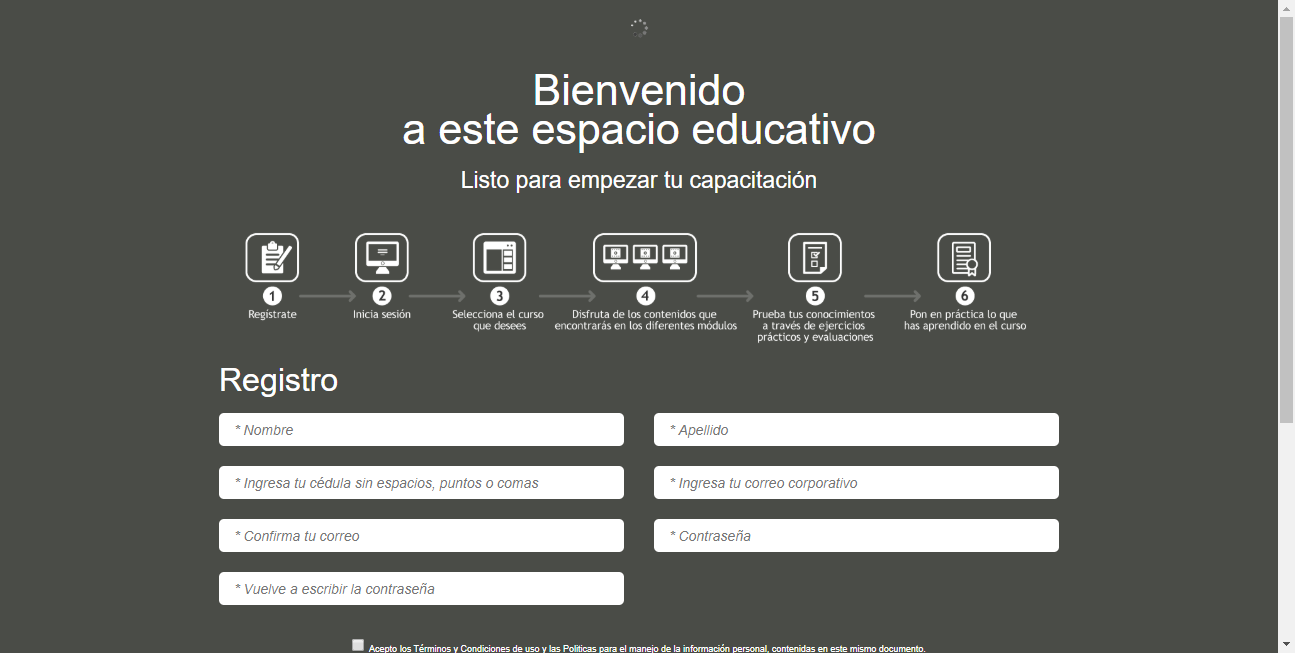 Bienvenido
a este espacio educativo
Listo para empezar tu capacitación
1
2
3
4
5
6
Regístrate
Inicia sesión
Selecciona el curso
que desees
Disfruta de los contenidos que
encontrarás en los diferentes módulos
Prueba tus conocimientos
a través de ejercicios
prácticos y evaluaciones
Pon en práctica lo que
has aprendido en el curso
Registro
* Nombre
* Apellido
* Ingresa tu cédula sin espacios, puntos o comas
* Ingresa tu correo corporativo
* Confirma tu correo
* Contraseña
* Vuelve a escribir la contraseña
Acepto los Términos y Condiciones de uso y las Politicas para el manejo de la información personal, contenidas en este mismo documento.